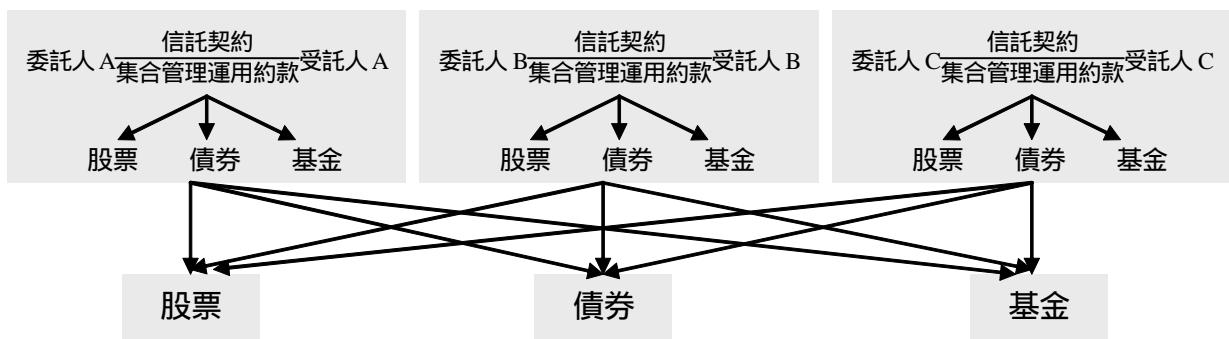 委託人 A 信託契約 集合管理運用約款 受託人 A
股票 債券 基金
委託人 B 信託契約 集合管理運用約款 受託人 B
股票 債券 基金
委託人 C 信託契約 集合管理運用約款 受託人 C
股票 債券 基金
股票 債券 基金